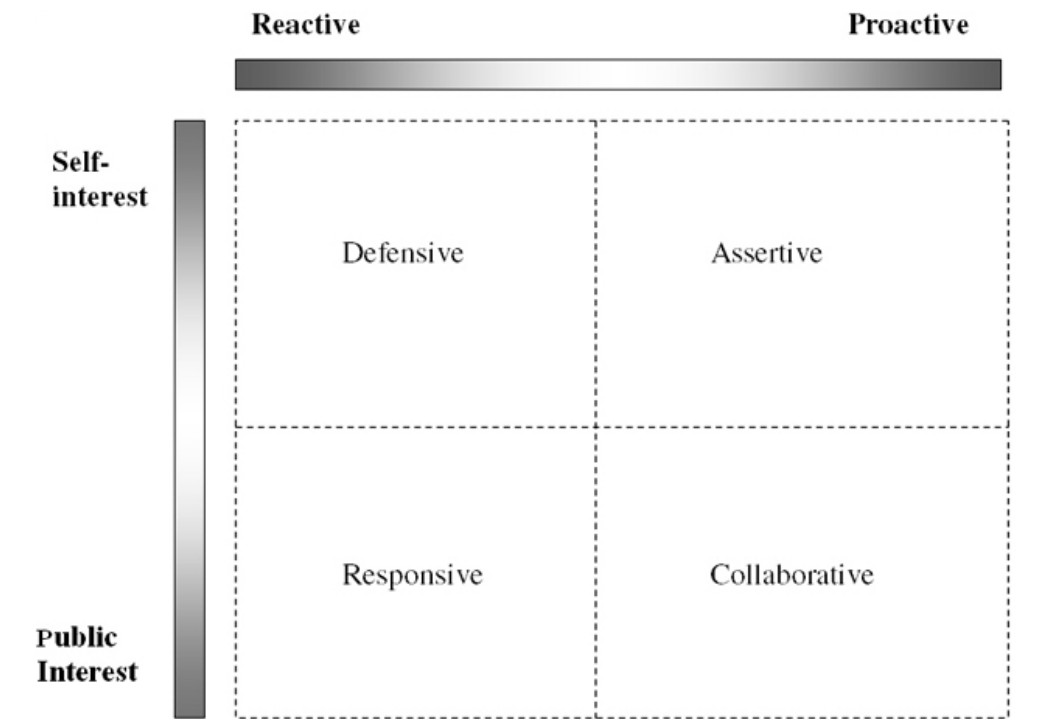 Reactive
Proactive
Self-
interest
Defensive
Assertive
Responsive
Collaborative
Public
Interest